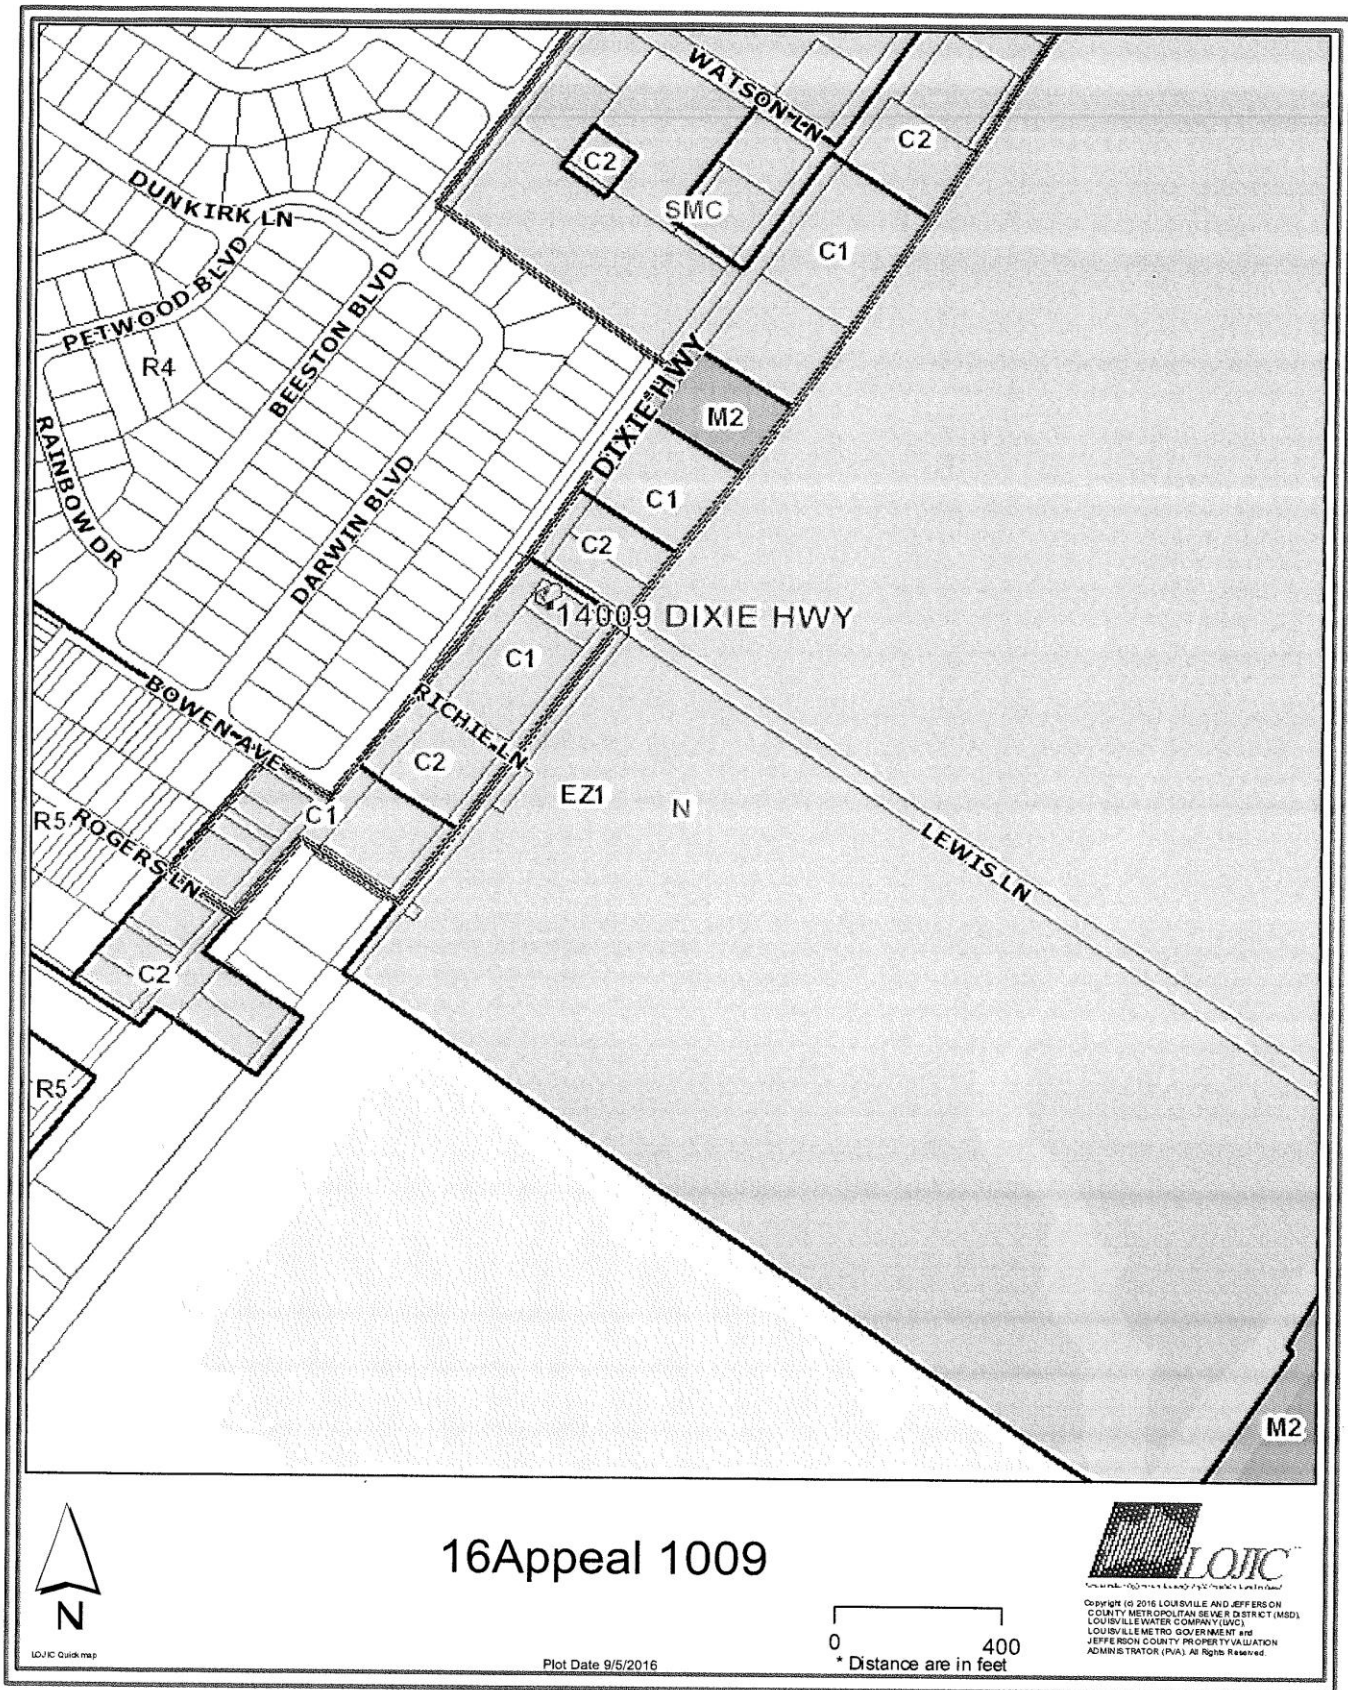 WATSON LN
C2
C2
DUNKIRK LN
SMC
C1
PETWOOD BLVD
BEESTON BLVD
R4
DIXIE HWY
M2
RAINBOW DR
DARWIN BLVD
C1
C2
14009 DIXIE HWY
C1
BOWEN AVE
RICHIE LN
C2
EZ1
N
C1
R5
ROGERS LN
LEWIS LN
C2
R5
M2
16Appeal 1009
N
LOJIC
Copyright (c) 2016 LOUISVILLE AND JEFFERSON
COUNTY METROPOLITAN SEWER DISTRICT (MSD),
LOUISVILLE WATER COMPANY (LWC),
LOUISVILLE METRO GOVERNMENT and
JEFFERSON COUNTY PROPERTY VALUATION
ADMINISTRATOR (PVA). All Rights Reserved.
0 400
* Distance are in feet
LOJIC Quickmap
Plot Date 9/5/2016